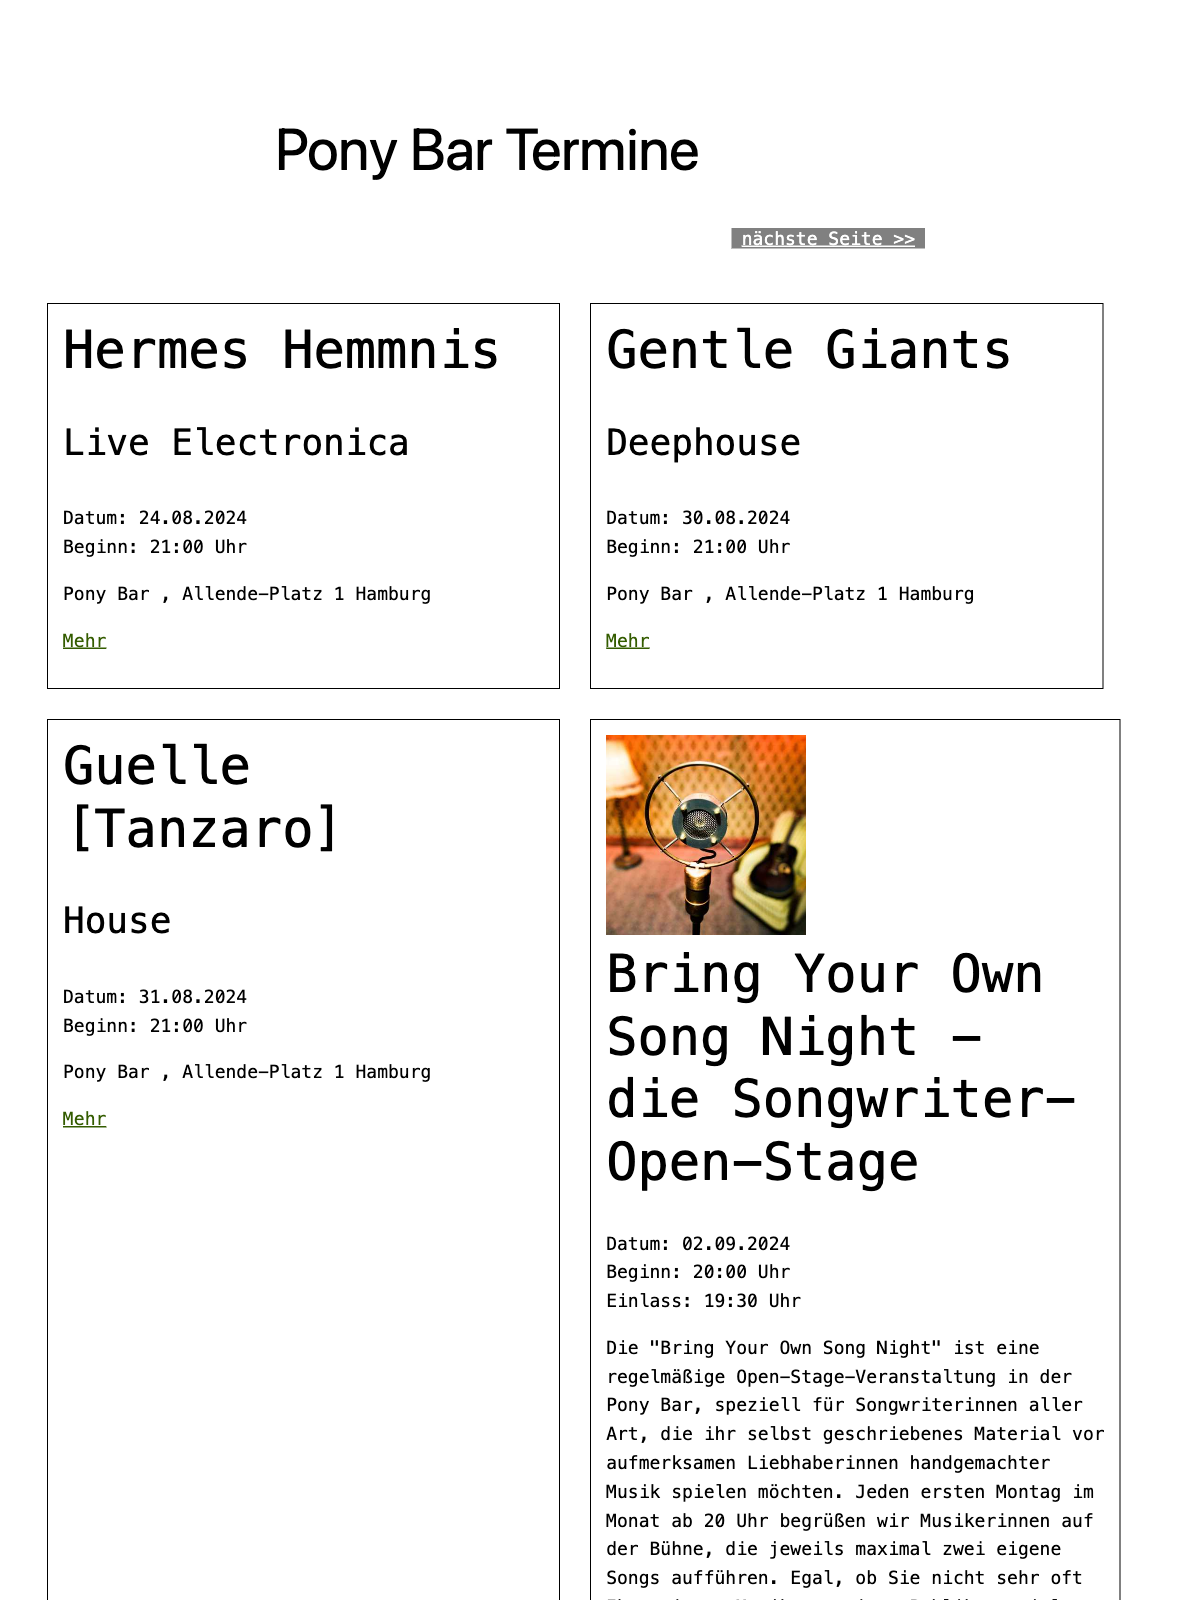 Pony Bar Termine
nächste Seite >>
Hermes Hemmnis
Live Electronica
Datum: 24.08.2024
Beginn: 21:00 Uhr
Pony Bar , Allende-Platz 1 Hamburg
Mehr
Gentle Giants
Deephouse
Datum: 30.08.2024
Beginn: 21:00 Uhr
Pony Bar , Allende-Platz 1 Hamburg
Mehr
Guelle
[Tanzaro]
House
Datum: 31.08.2024
Beginn: 21:00 Uhr
Pony Bar , Allende-Platz 1 Hamburg
Mehr
Bring Your Own
Song Night –
die Songwriter-
Open-Stage
Datum: 02.09.2024
Beginn: 20:00 Uhr
Einlass: 19:30 Uhr
Die "Bring Your Own Song Night" ist eine
regelmäßige Open-Stage-Veranstaltung in der
Pony Bar, speziell für Songwriterinnen aller
Art, die ihr selbst geschriebenes Material vor
aufmerksamen Liebhaberinnen handgemachter
Musik spielen möchten. Jeden ersten Montag im
Monat ab 20 Uhr begrüßen wir Musikerinnen auf
der Bühne, die jeweils maximal zwei eigene
Songs aufführen. Egal, ob Sie nicht sehr oft